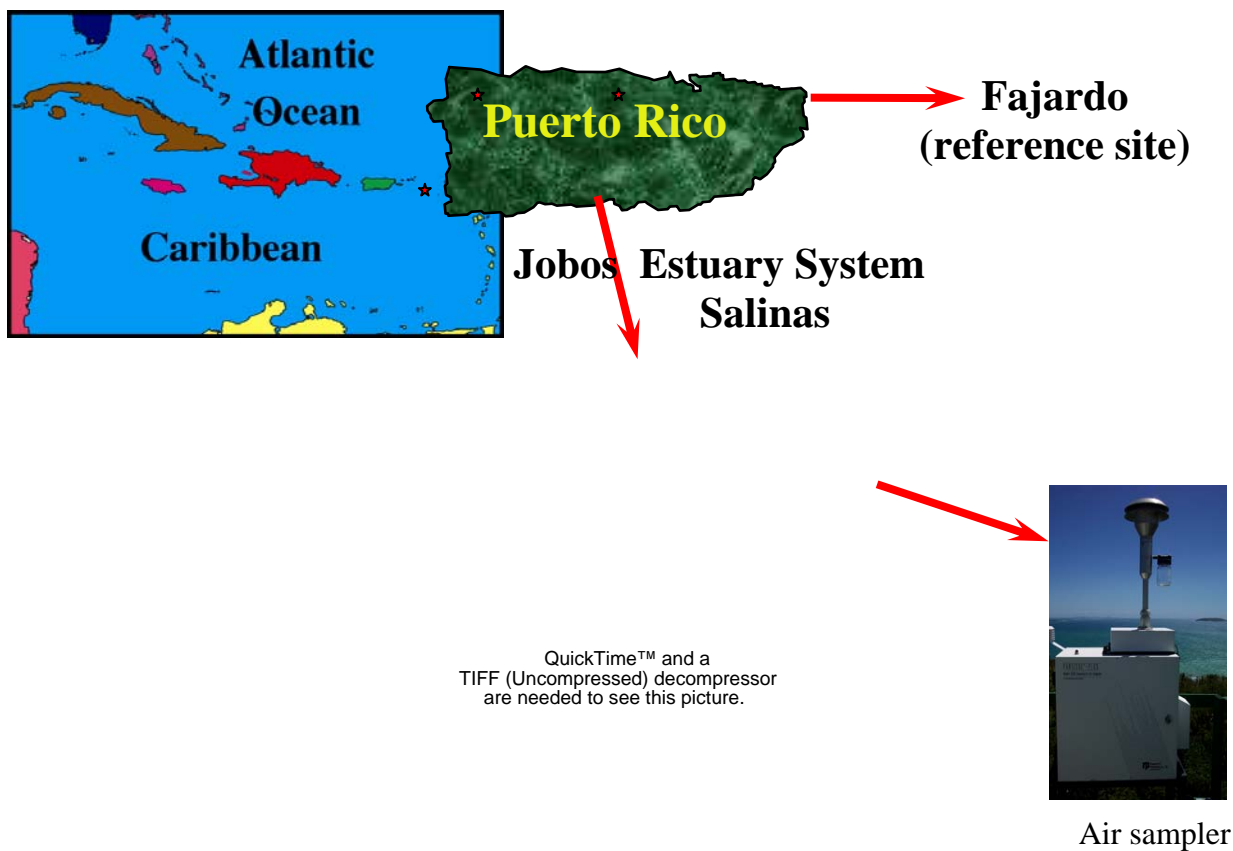 Atlantic
Ocean
Caribbean
Puerto Rico
Fajardo
(reference site)
Jobos Estuary System
Salinas
QuickTime™ and a
TIFF (Uncompressed) decompressor
are needed to see this picture.
Air sampler